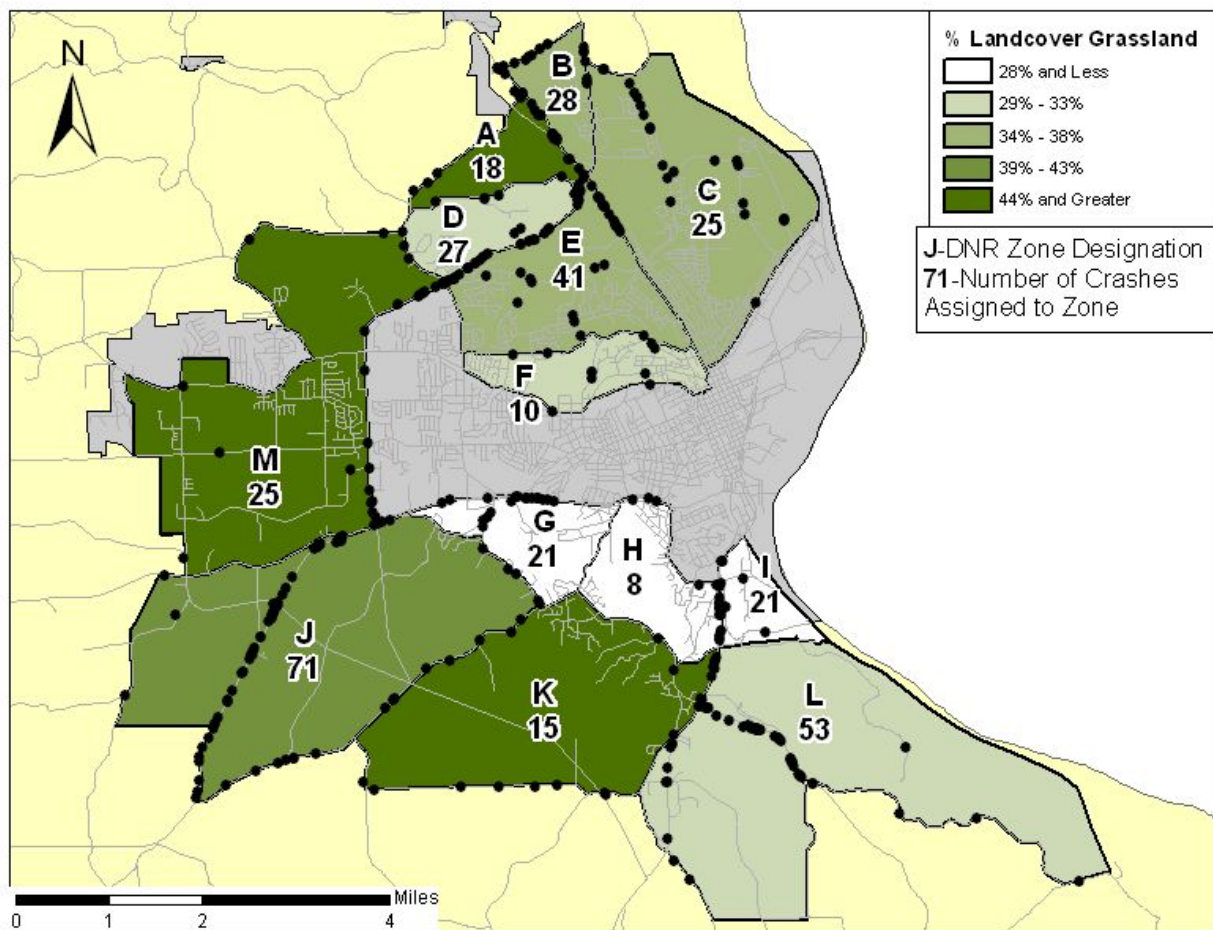 N
% Landcover Grassland
28% and Less
29% - 33%
34% - 38%
39% - 43%
44% and Greater
J-DNR Zone Designation
71-Number of Crashes
Assigned to Zone
B
28
A
18
C
25
D
27
E
41
F
10
M
25
G
21
H
8
I
21
J
71
K
15
L
53
Miles
0 1 2 4